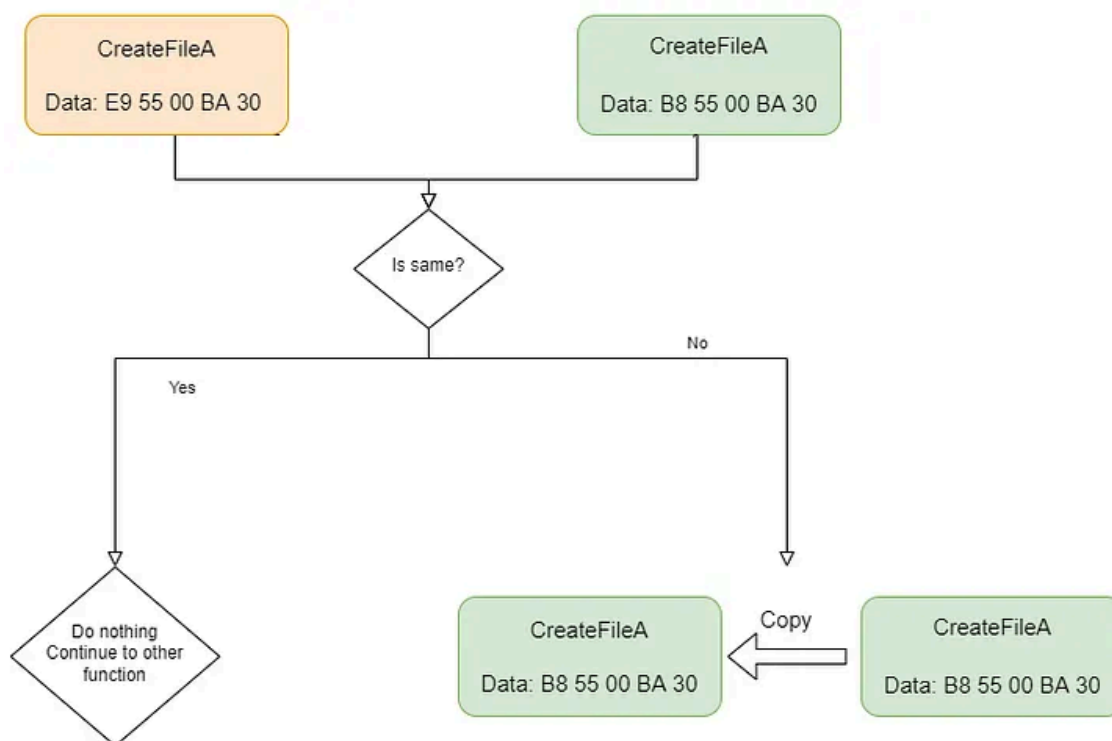 CreateFileA
Data: E9 55 00 BA 30
CreateFileA
Data: B8 55 00 BA 30
Is same?
No
Yes
Do nothing
Continue to other
function
CreateFileA
Data: B8 55 00 BA 30
Copy
CreateFileA
Data: B8 55 00 BA 30